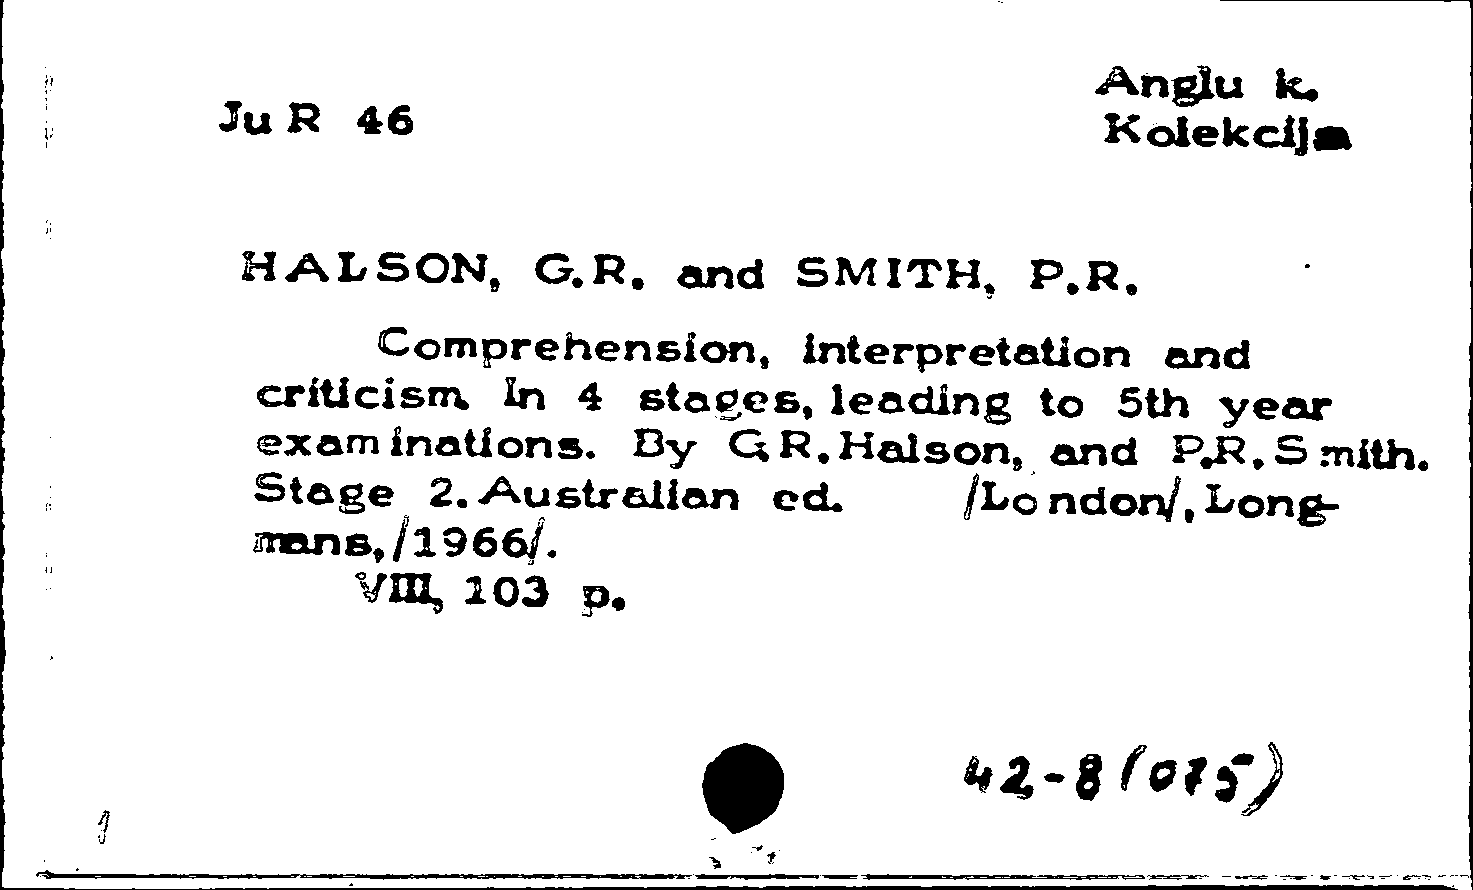 Anglu k.
Ju R 46
Kolekcija
HALSON, G.R. and SMITH, P.R.
Comprehension, interpretation and
criticism. In 4 stages, leading to 5th year
examinations. By G.R.Halson, and P.R.Smith.
Stage 2. Australian ed. /London/, Long-
mans, /1966/.
VIII, 103 p.
42-8(075)